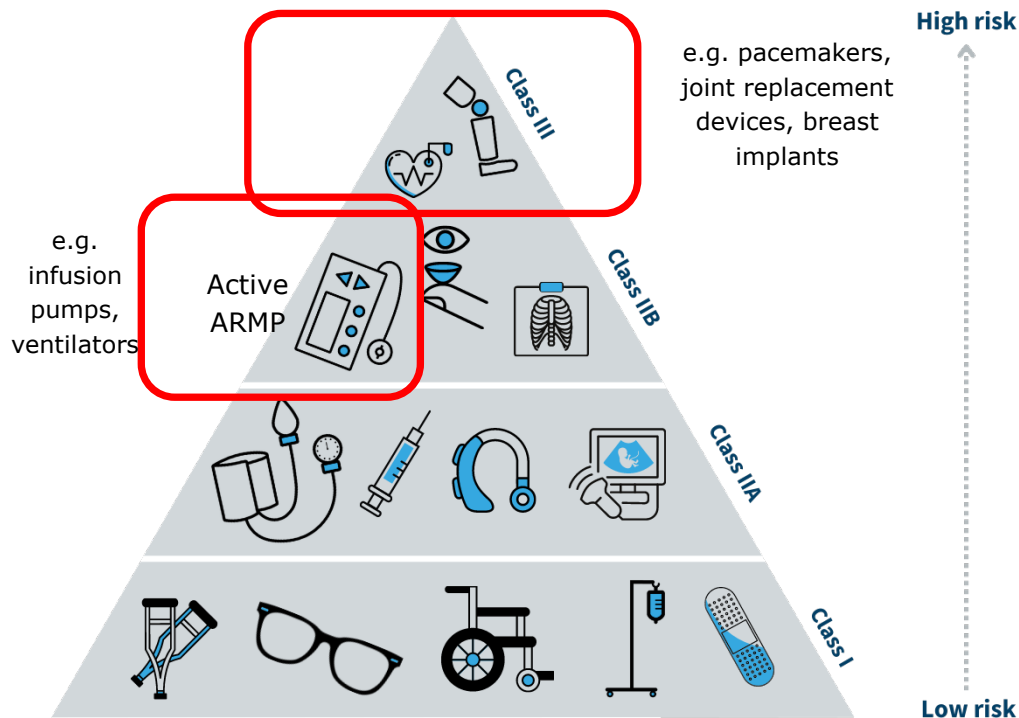 High risk
e.g. pacemakers,
joint replacement
devices, breast
implants
Class III
e.g.
infusion
pumps,
ventilators
Active
ARMP
Class IIB
Class IIA
Class I
Low risk